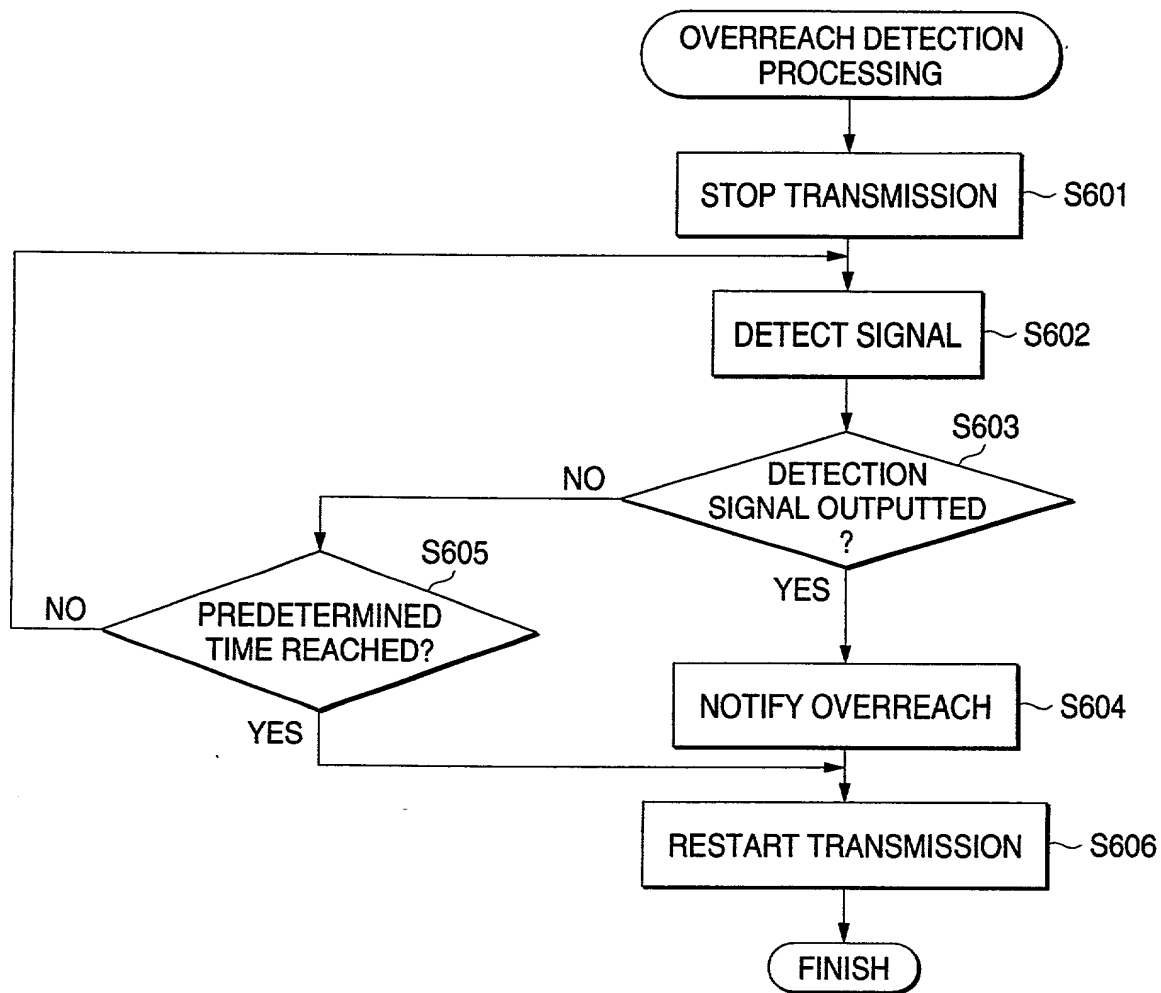 OVERREACH DETECTION
PROCESSING
STOP TRANSMISSION
S601
DETECT SIGNAL
S602
S603
DETECTION
SIGNAL OUTPUTTED
?
NO
YES
S605
PREDETERMINED
TIME REACHED?
NO
YES
NOTIFY OVERREACH
S604
RESTART TRANSMISSION
S606
FINISH